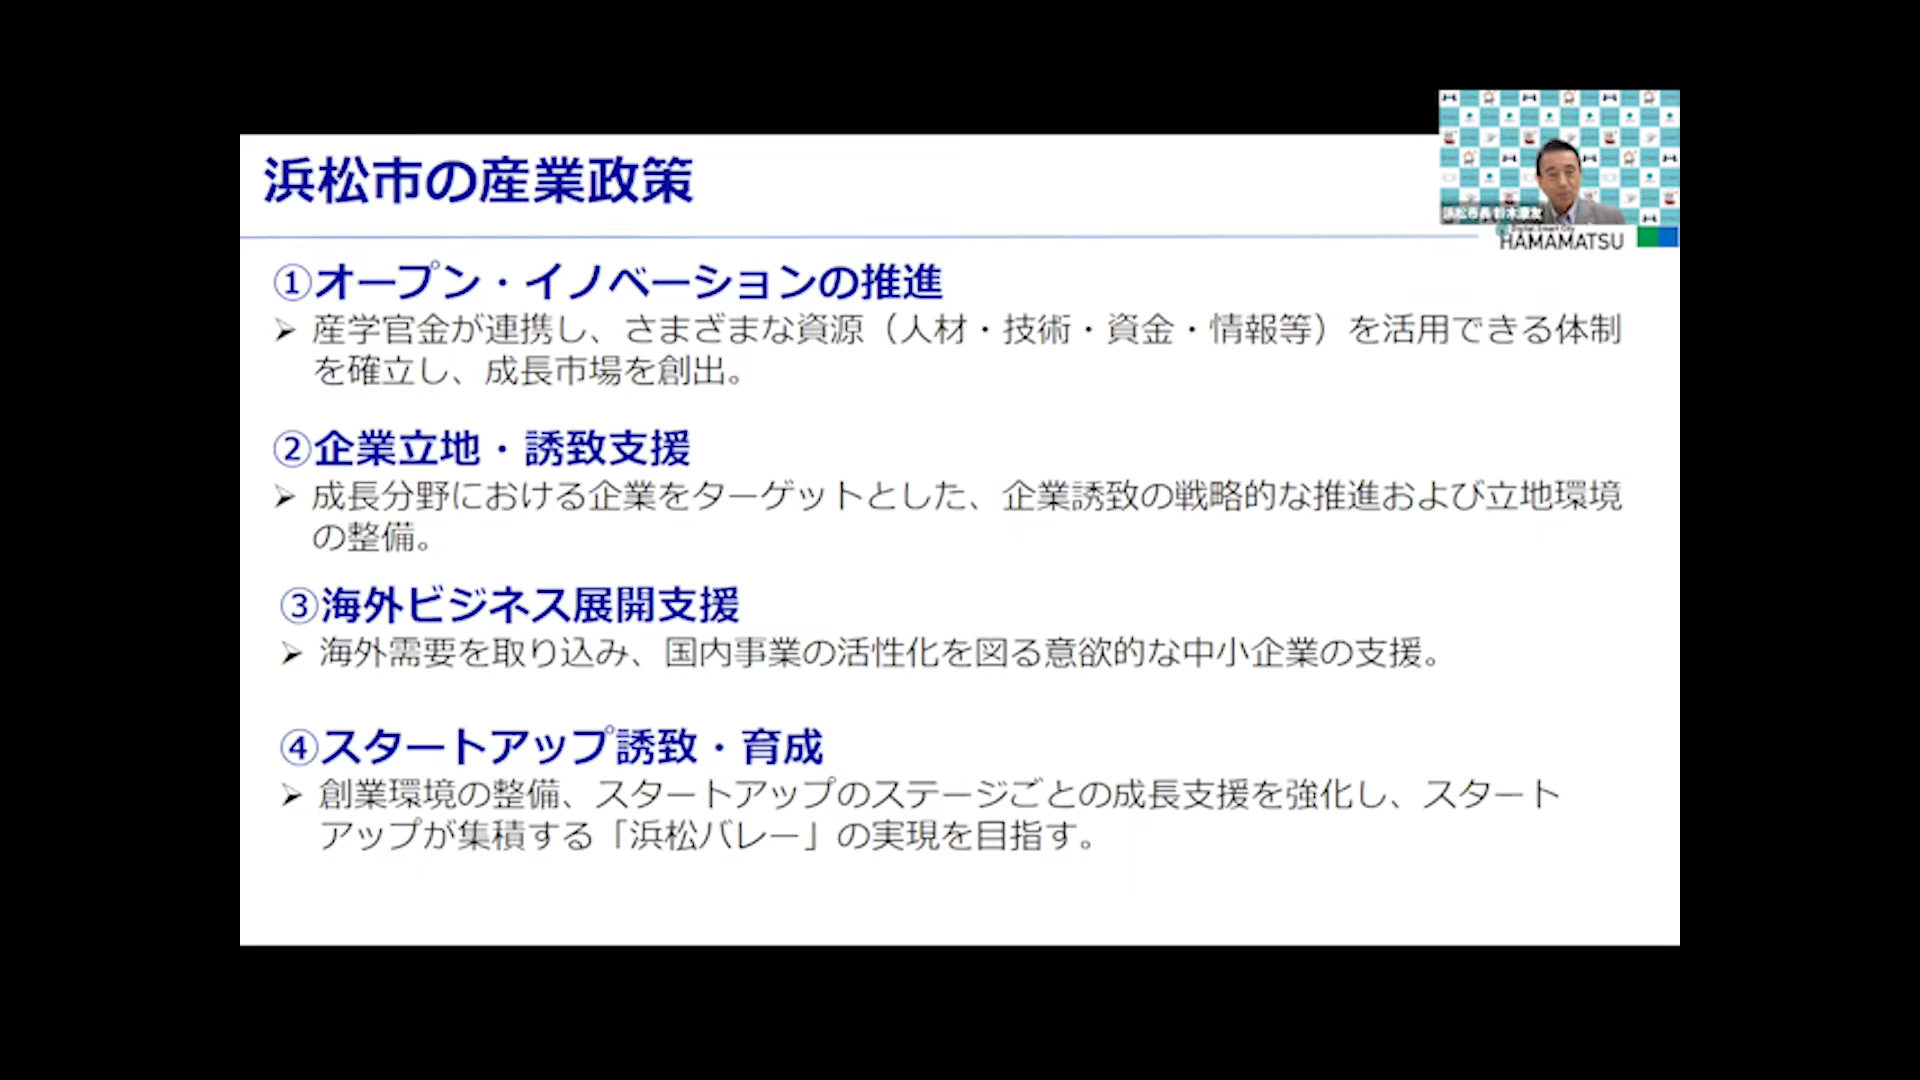 浜松市の産業政策
浜松市長 鈴木康友
Digital Smart City
HAMAMATSU
①オープン・イノベーションの推進
➢ 産学官金が連携し、さまざまな資源（人材・技術・資金・情報等）を活用できる体制
を確立し、成長市場を創出。
②企業立地・誘致支援
➢ 成長分野における企業をターゲットとした、企業誘致の戦略的な推進および立地環境
の整備。
③海外ビジネス展開支援
➢ 海外需要を取り込み、国内事業の活性化を図る意欲的な中小企業の支援。
④スタートアップ誘致・育成
➢ 創業環境の整備、スタートアップのステージごとの成長支援を強化し、スタート
アップが集積する「浜松バレー」の実現を目指す。